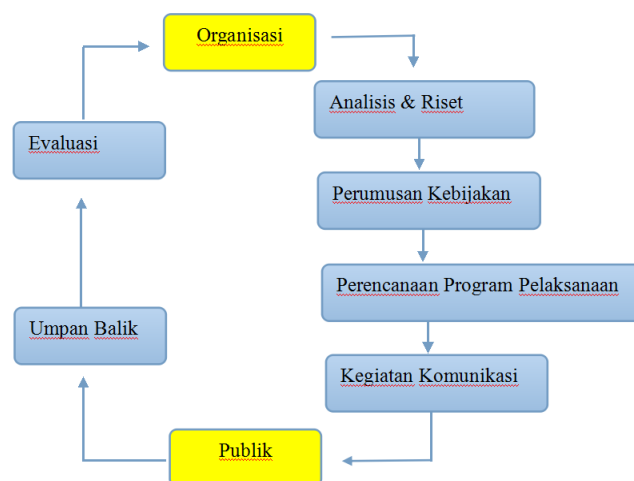 Organisasi
Analisis & Riset
Perumusan Kebijakan
Perencanaan Program Pelaksanaan
Kegiatan Komunikasi
Publik
Umpan Balik
Evaluasi